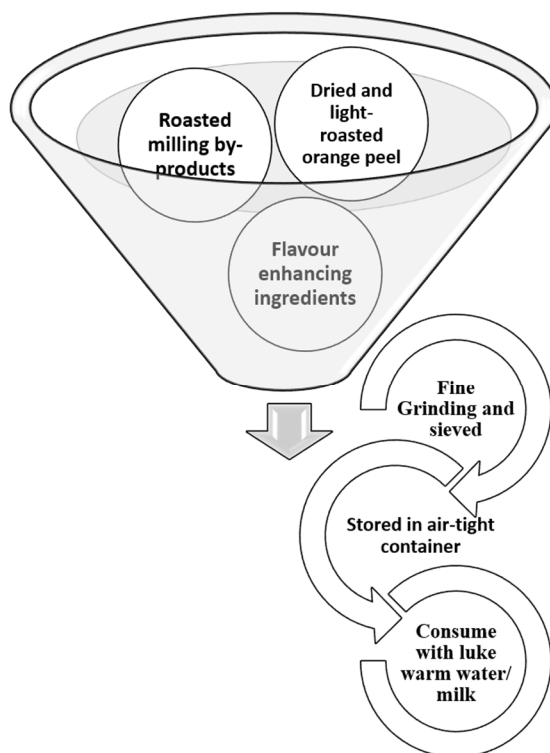 Roasted
milling by-
products
Dried and
light-
roasted
orange peel
Flavour
enhancing
ingredients
Fine
Grinding and
sieved
Stored in air-tight
container
Consume
with luke
warm water/
milk